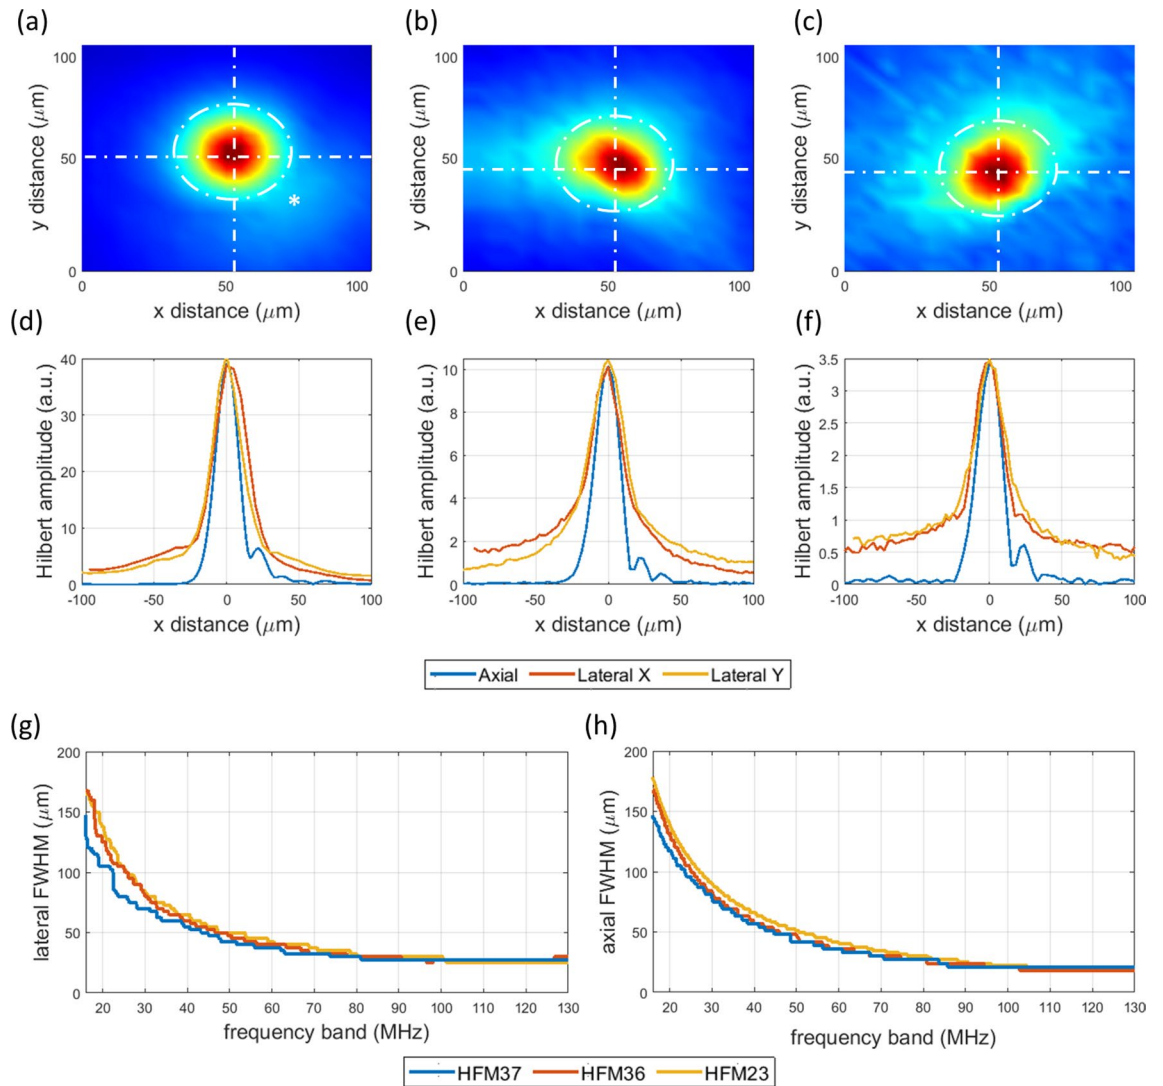 (a)
(b)
(c)
100
50
0
y distance (μm)
0
50
100
x distance (μm)
*
100
50
0
y distance (μm)
0
50
100
x distance (μm)
100
50
0
y distance (μm)
0
50
100
x distance (μm)
(d)
(e)
(f)
40
30
20
10
0
Hilbert amplitude (a.u.)
-100
-50
0
50
100
x distance (μm)
10
8
6
4
2
0
Hilbert amplitude (a.u.)
-100
-50
0
50
100
x distance (μm)
3.5
3
2.5
2
1.5
1
0.5
0
Hilbert amplitude (a.u.)
-100
-50
0
50
100
x distance (μm)
Axial Lateral X Lateral Y
(g)
(h)
200
150
100
50
0
lateral FWHM (μm)
20 30 40 50 60 70 80 90 100 110 120 130
frequency band (MHz)
200
150
100
50
0
axial FWHM (μm)
20 30 40 50 60 70 80 90 100 110 120 130
frequency band (MHz)
HFM37 HFM36 HFM23